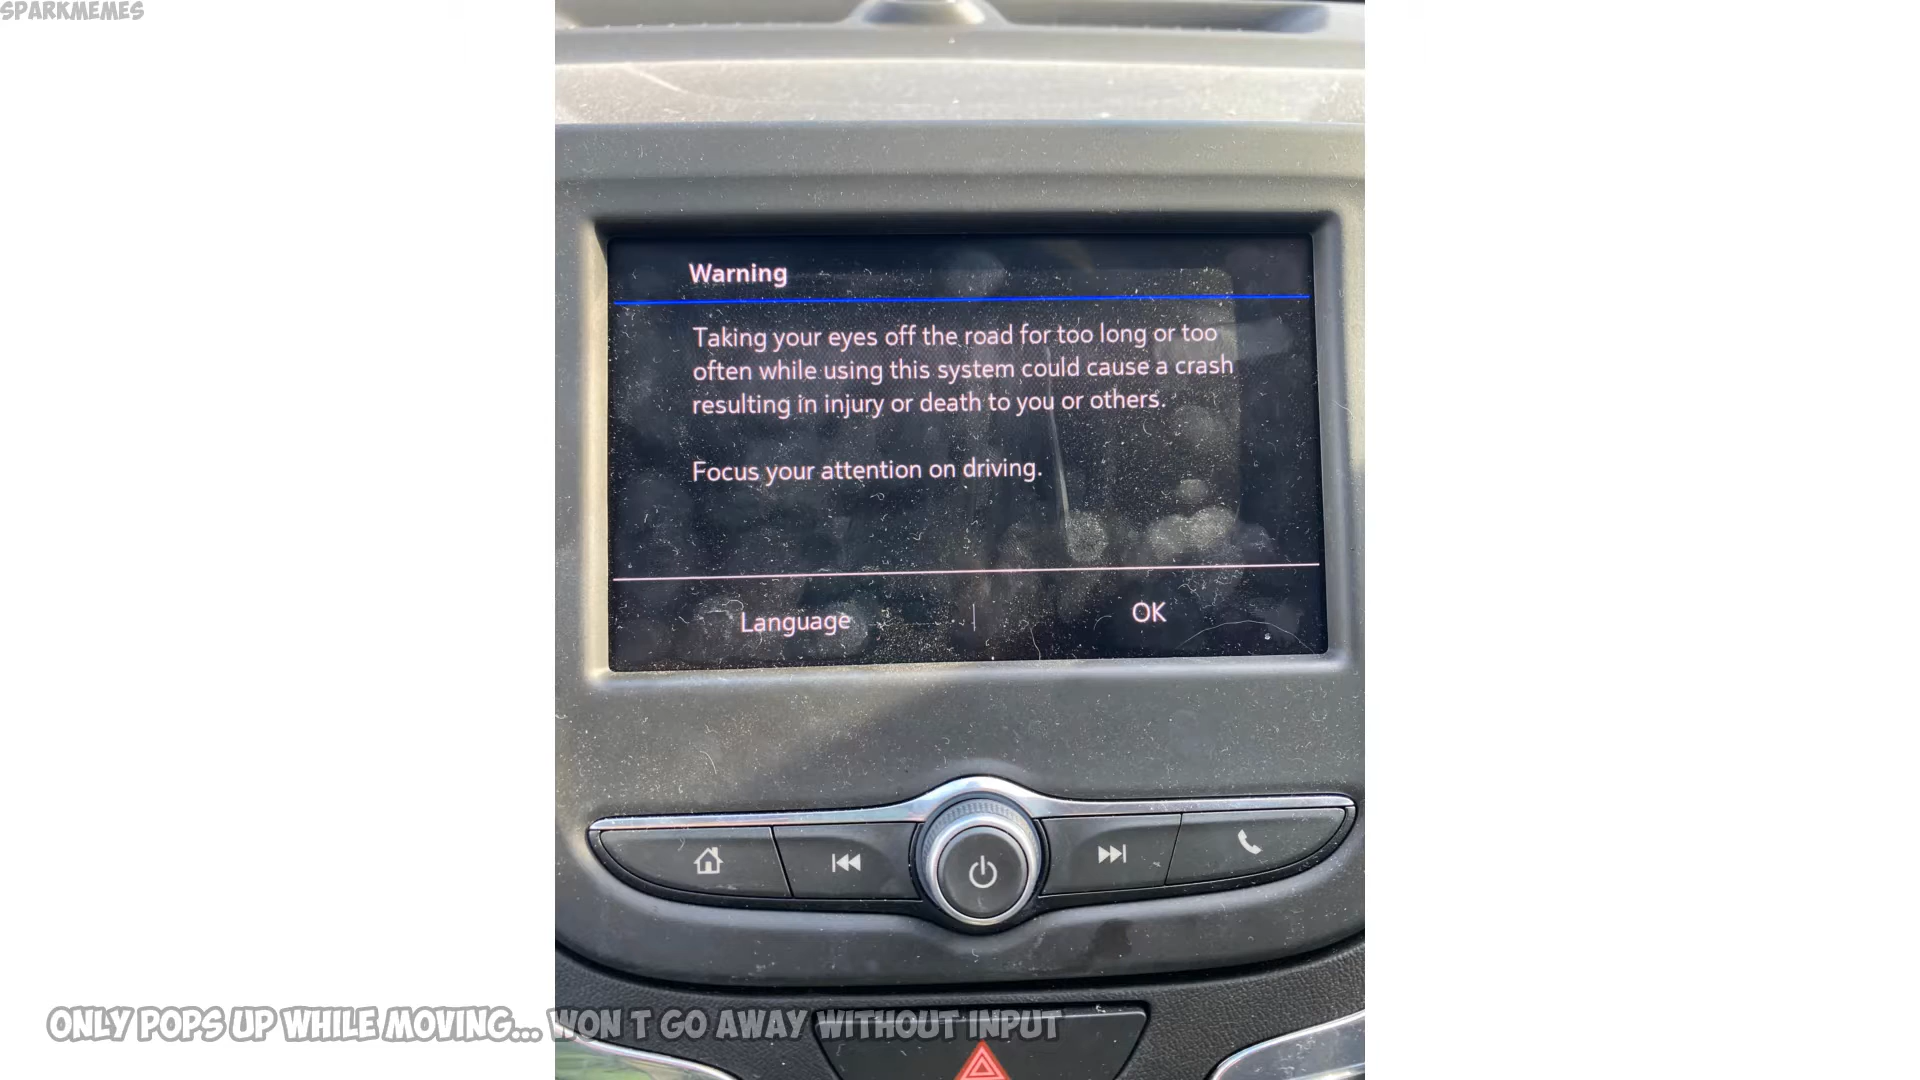 SPARKMEMES
Warning
Taking your eyes off the road for too long or too
often while using this system could cause a crash
resulting in injury or death to you or others.
Focus your attention on driving.
Language
OK
ONLY POPS UP WHILE MOVING... WON T GO AWAY WITHOUT INPUT